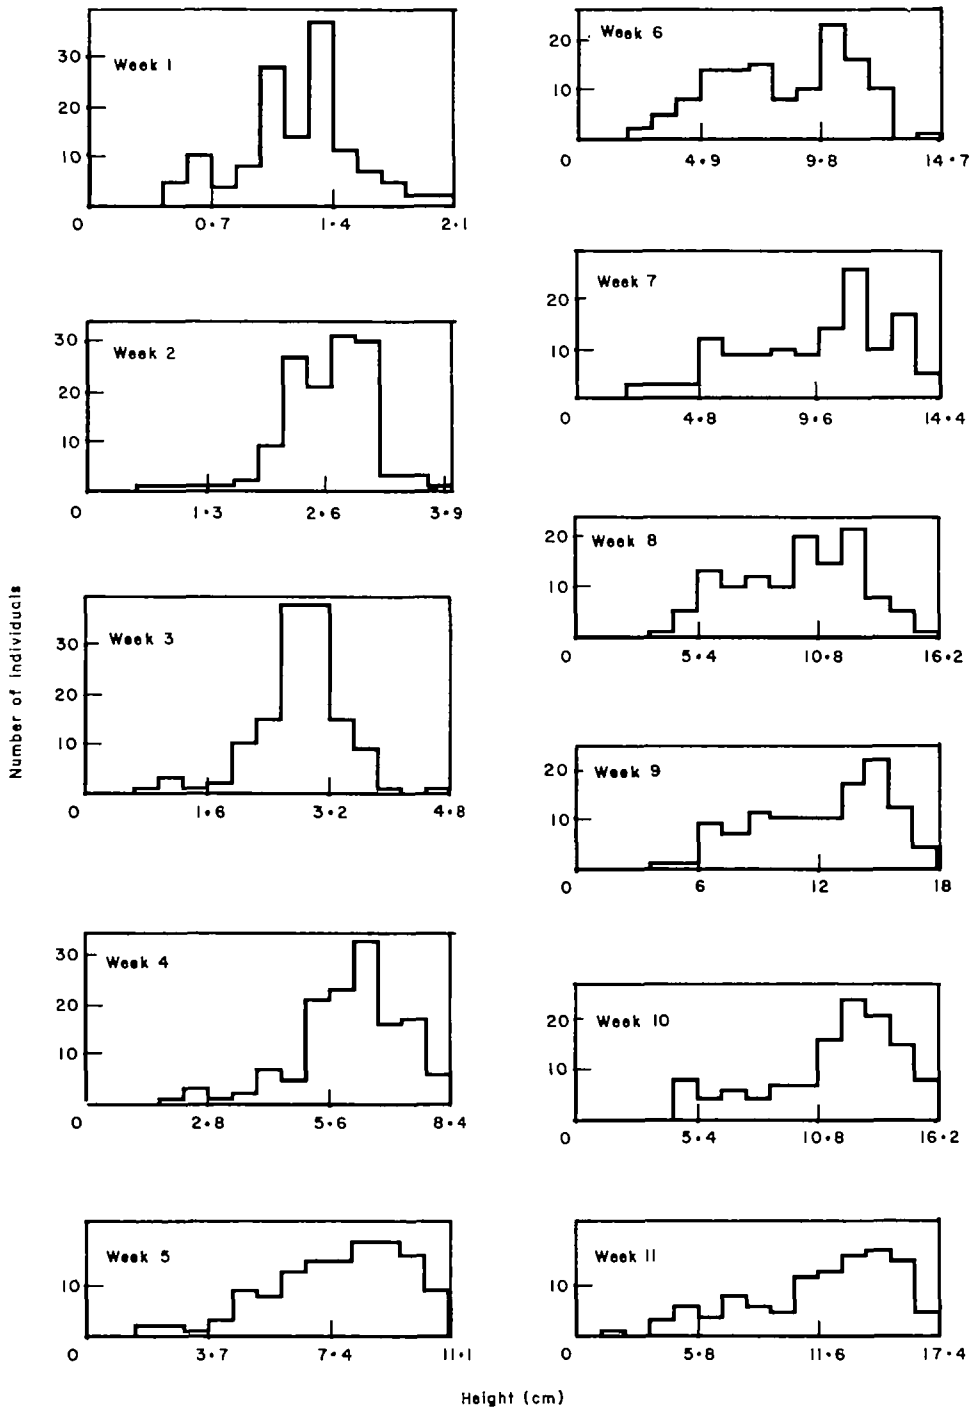 Number of individuals
30
20
10
Week 1
0 0·7 1·4 2·1
30
20
10
Week 2
0 1·3 2·6 3·9
30
20
10
Week 3
0 1·6 3·2 4·8
30
20
10
Week 4
0 2·8 5·6 8·4
10
Week 5
0 3·7 7·4 11·1
20
10
Week 6
0 4·9 9·8 14·7
20
10
Week 7
0 4·8 9·6 14·4
20
10
Week 8
0 5·4 10·8 16·2
20
10
Week 9
0 6 12 18
20
10
Week 10
0 5·4 10·8 16·2
10
Week 11
0 5·8 11·6 17·4
Height (cm)